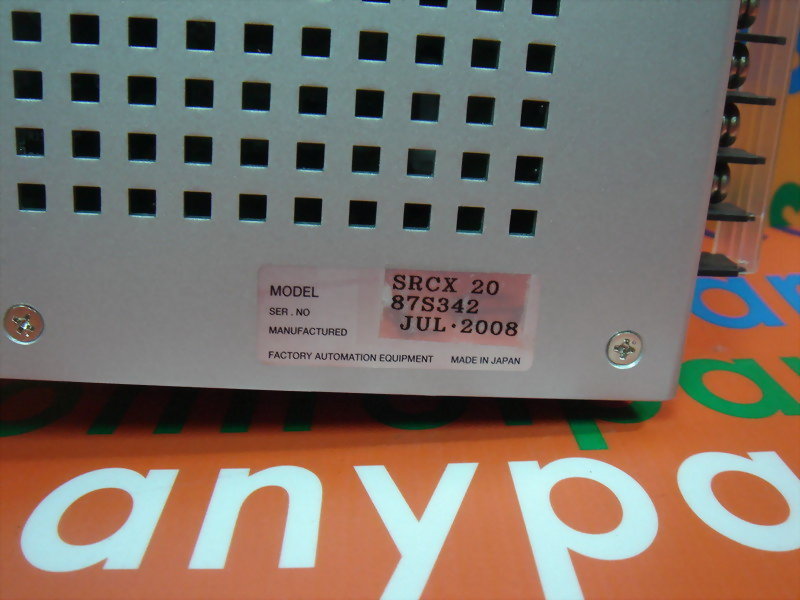 MODEL SRCX 20
SER. NO 87S342
MANUFACTURED JUL·2008
FACTORY AUTOMATION EQUIPMENT MADE IN JAPAN
anypa